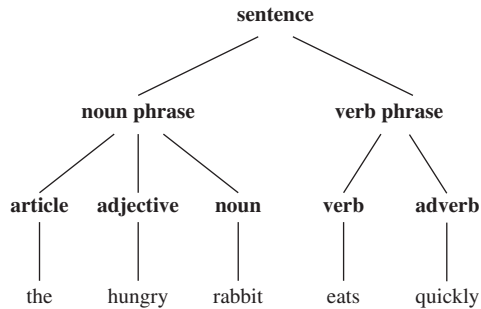 sentence
noun phrase verb phrase
article adjective noun verb adverb
the hungry rabbit eats quickly